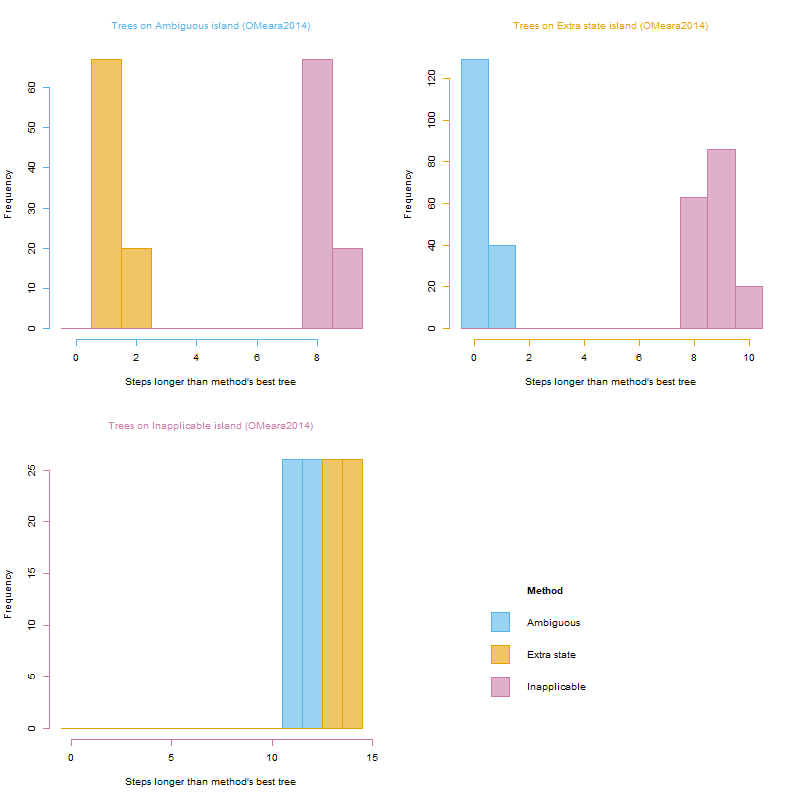 Trees on Ambiguous island (OMeara2014)
Frequency
0 10 20 30 40 50 60
0 2 4 6 8
Steps longer than method's best tree
Trees on Extra state island (OMeara2014)
Frequency
0 20 40 60 80 100 120
0 2 4 6 8 10
Steps longer than method's best tree
Trees on Inapplicable island (OMeara2014)
Frequency
0 5 10 15 20 25
0 5 10 15
Steps longer than method's best tree
Method
Ambiguous
Extra state
Inapplicable